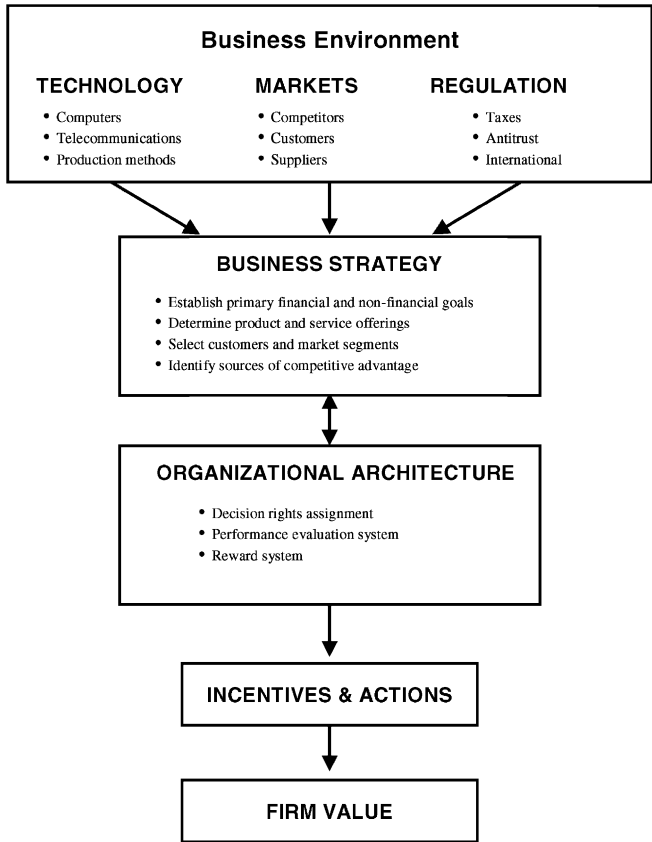 Business Environment
TECHNOLOGY
• Computers
• Telecommunications
• Production methods
MARKETS
• Competitors
• Customers
• Suppliers
REGULATION
• Taxes
• Antitrust
• International
BUSINESS STRATEGY
• Establish primary financial and non-financial goals
• Determine product and service offerings
• Select customers and market segments
• Identify sources of competitive advantage
ORGANIZATIONAL ARCHITECTURE
• Decision rights assignment
• Performance evaluation system
• Reward system
INCENTIVES & ACTIONS
FIRM VALUE